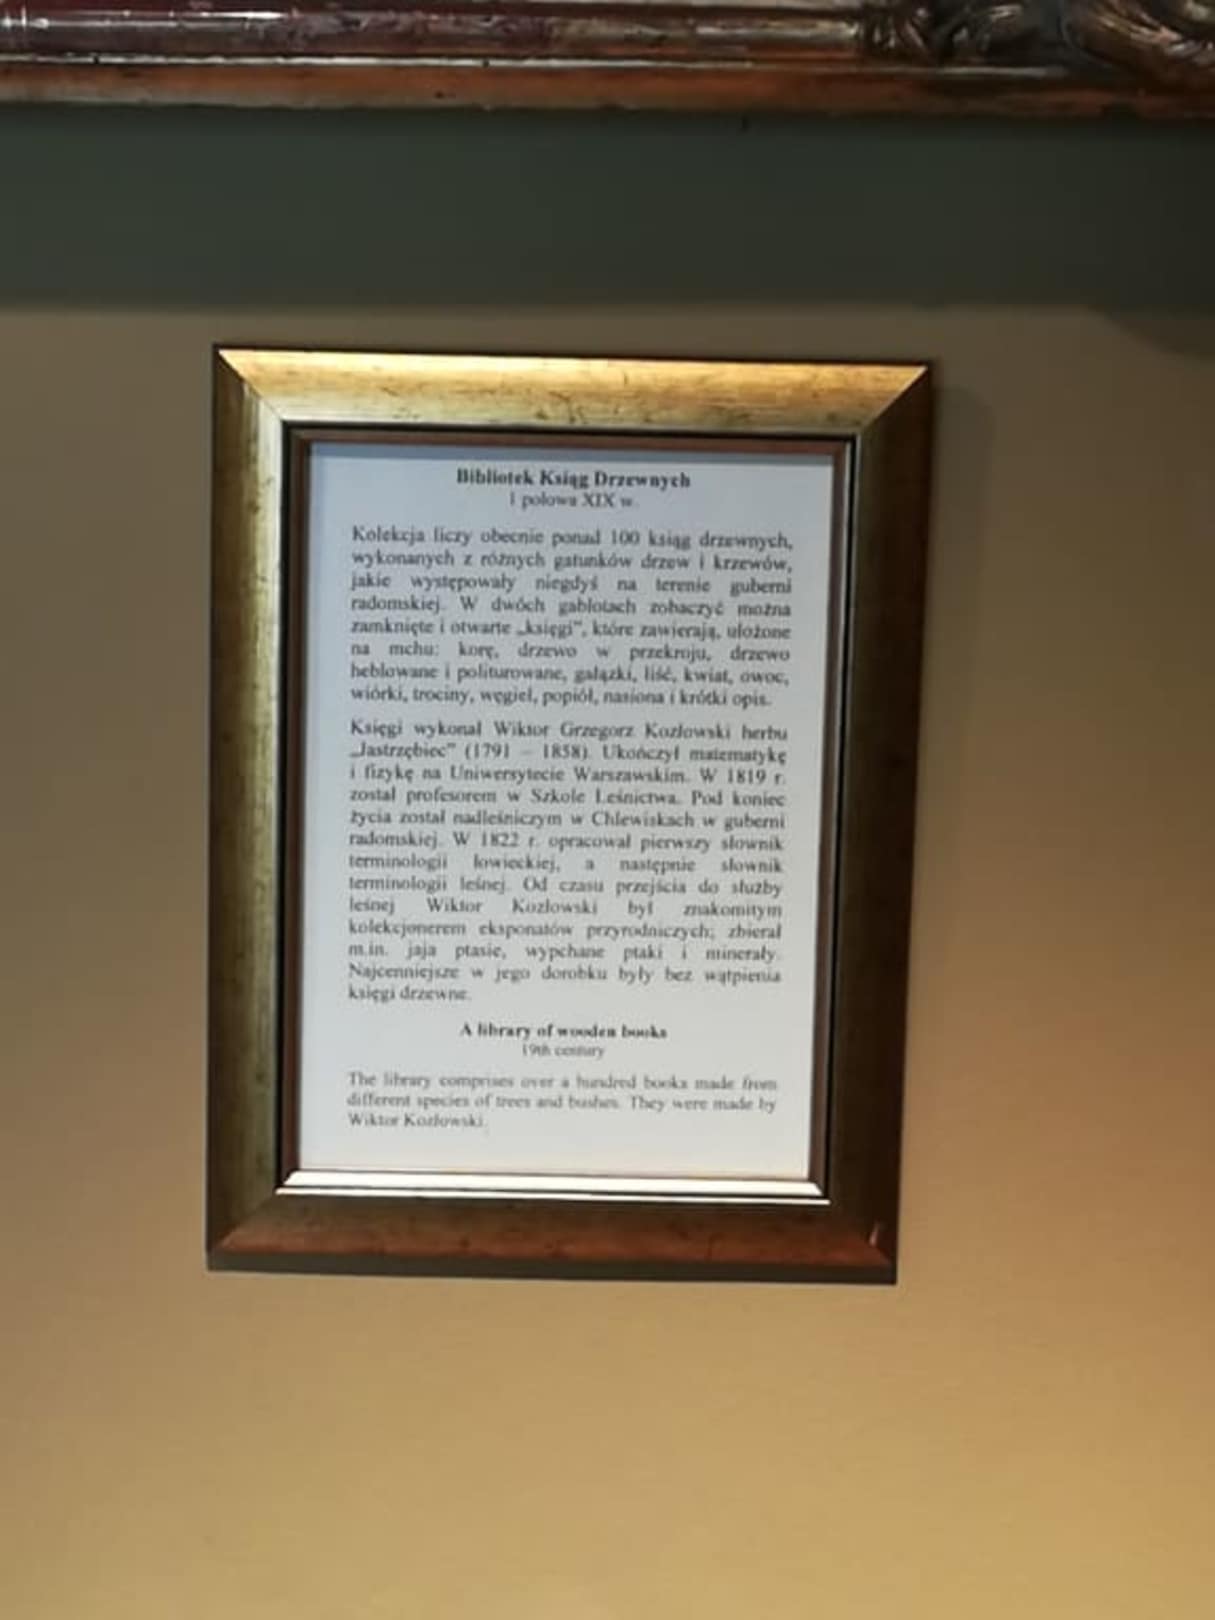 Bibliotek Ksiąg Drzewnych
I połowa XIX w.
Kolekcja liczy obecnie ponad 100 ksiąg drzewnych,
wykonanych z różnych gatunków drzew i krzewów,
jakie występowały niegdyś na terenie guberni
radomskiej. W dwóch gablotach zobaczyć można
zamknięte i otwarte „księgi”, które zawierają, ułożone
na mchu: korę, drzewo w przekroju, drzewo
heblowane i politurowane, gałązki, liść, kwiat, owoc,
wiórki, trociny, węgiel, popiół, nasiona i krótki opis.
Księgi wykonał Wiktor Grzegorz Kozłowski herbu
„Jastrzębiec” (1791 – 1858). Ukończył matematykę
i fizykę na Uniwersytecie Warszawskim. W 1819 r.
został profesorem w Szkole Leśnictwa. Pod koniec
życia został nadleśniczym w Chlewiskach w guberni
radomskiej. W 1822 r. opracował pierwszy słownik
terminologii łowieckiej, a następnie słownik
terminologii leśnej. Od czasu przejścia do służby
leśnej Wiktor Kozłowski był znakomitym
kolekcjonerem eksponatów przyrodniczych; zbierał
m.in. jaja ptasie, wypchane ptaki i minerały.
Najcenniejsze w jego dorobku były bez wątpienia
księgi drzewne.
A library of wooden books
19th century
The library comprises over a hundred books made from
different species of trees and bushes. They were made by
Wiktor Kozłowski.